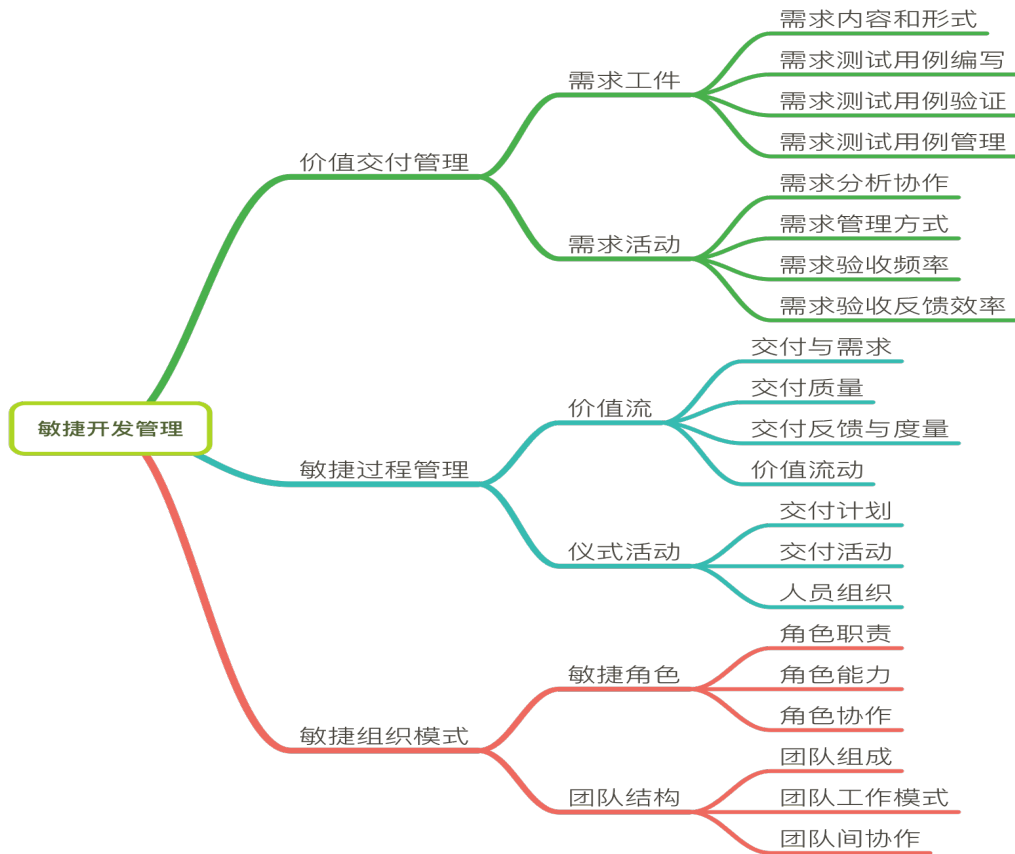 敏捷开发管理
价值交付管理
需求工件
需求内容和形式
需求测试用例编写
需求测试用例验证
需求测试用例管理
需求活动
需求分析协作
需求管理方式
需求验收频率
需求验收反馈效率
敏捷过程管理
价值流
交付与需求
交付质量
交付反馈与度量
价值流动
仪式活动
交付计划
交付活动
人员组织
敏捷组织模式
敏捷角色
角色职责
角色能力
角色协作
团队结构
团队组成
团队工作模式
团队间协作